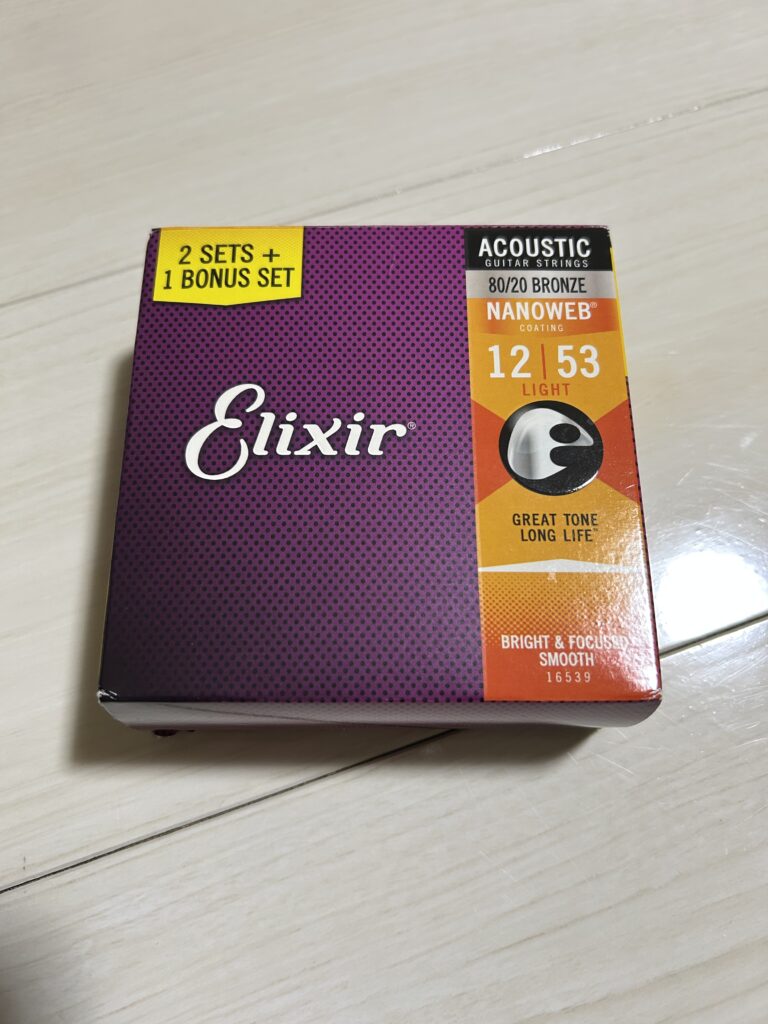 2 SETS +
1 BONUS SET
Elixir®
ACOUSTIC
GUITAR STRINGS
80/20 BRONZE
NANOWEB®
COATING
12 | 53
LIGHT
GREAT TONE
LONG LIFE™
BRIGHT & FOCUSED
SMOOTH
16539